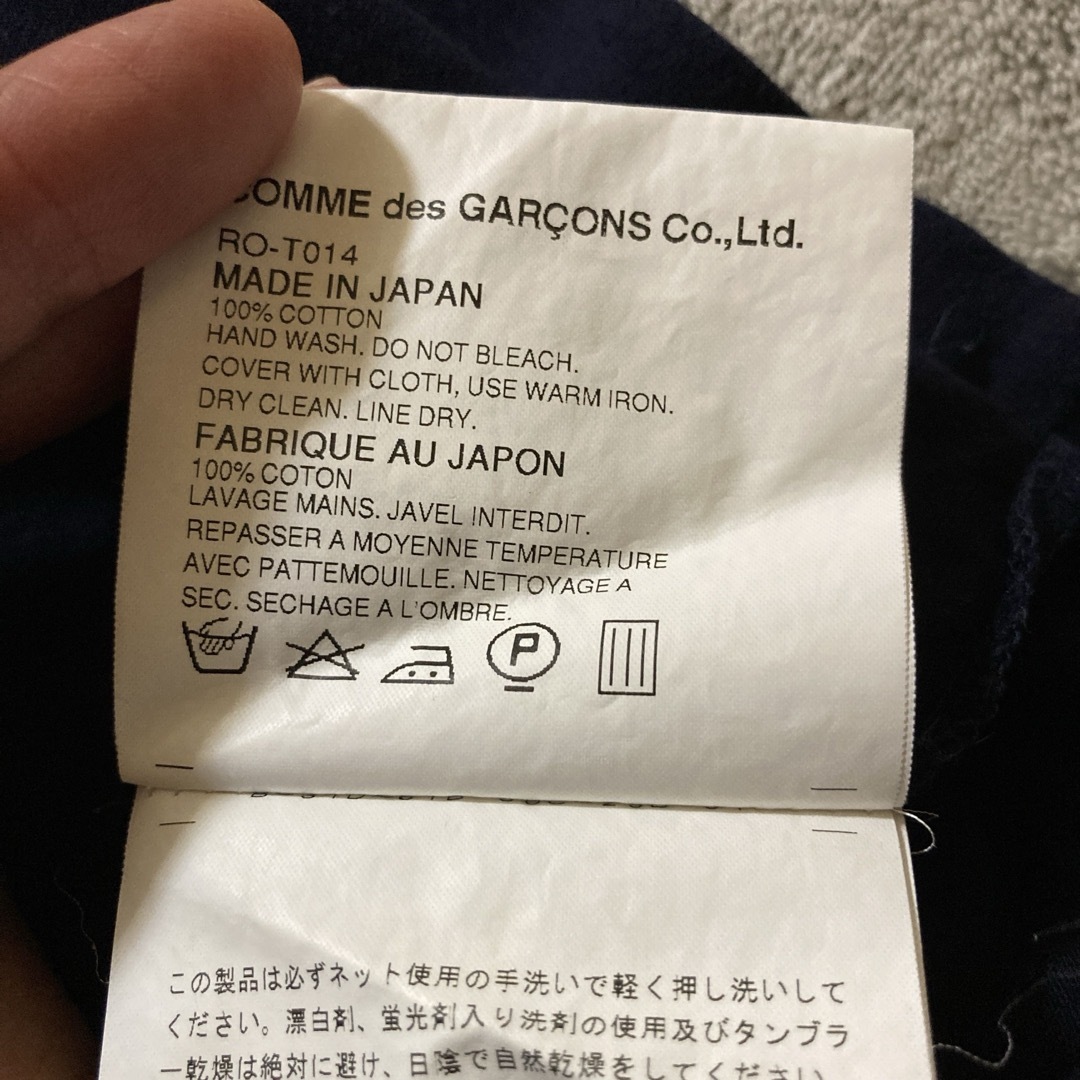 COMME des GARÇONS Co.,Ltd.
RO-T014
MADE IN JAPAN
100% COTTON
HAND WASH. DO NOT BLEACH.
COVER WITH CLOTH, USE WARM IRON.
DRY CLEAN. LINE DRY.
FABRIQUE AU JAPON
100% COTON
LAVAGE MAINS. JAVEL INTERDIT.
REPASSER A MOYENNE TEMPERATURE
AVEC PATTEMOUILLE. NETTOYAGE A
SEC. SECHAGE A L'OMBRE.
P
この製品は必ずネット使用の手洗いで軽く押し洗いして
ください。漂白剤、蛍光剤入り洗剤の使用及びタンブラ
ー乾燥は絶対に避け、日陰で自然乾燥をしてください。